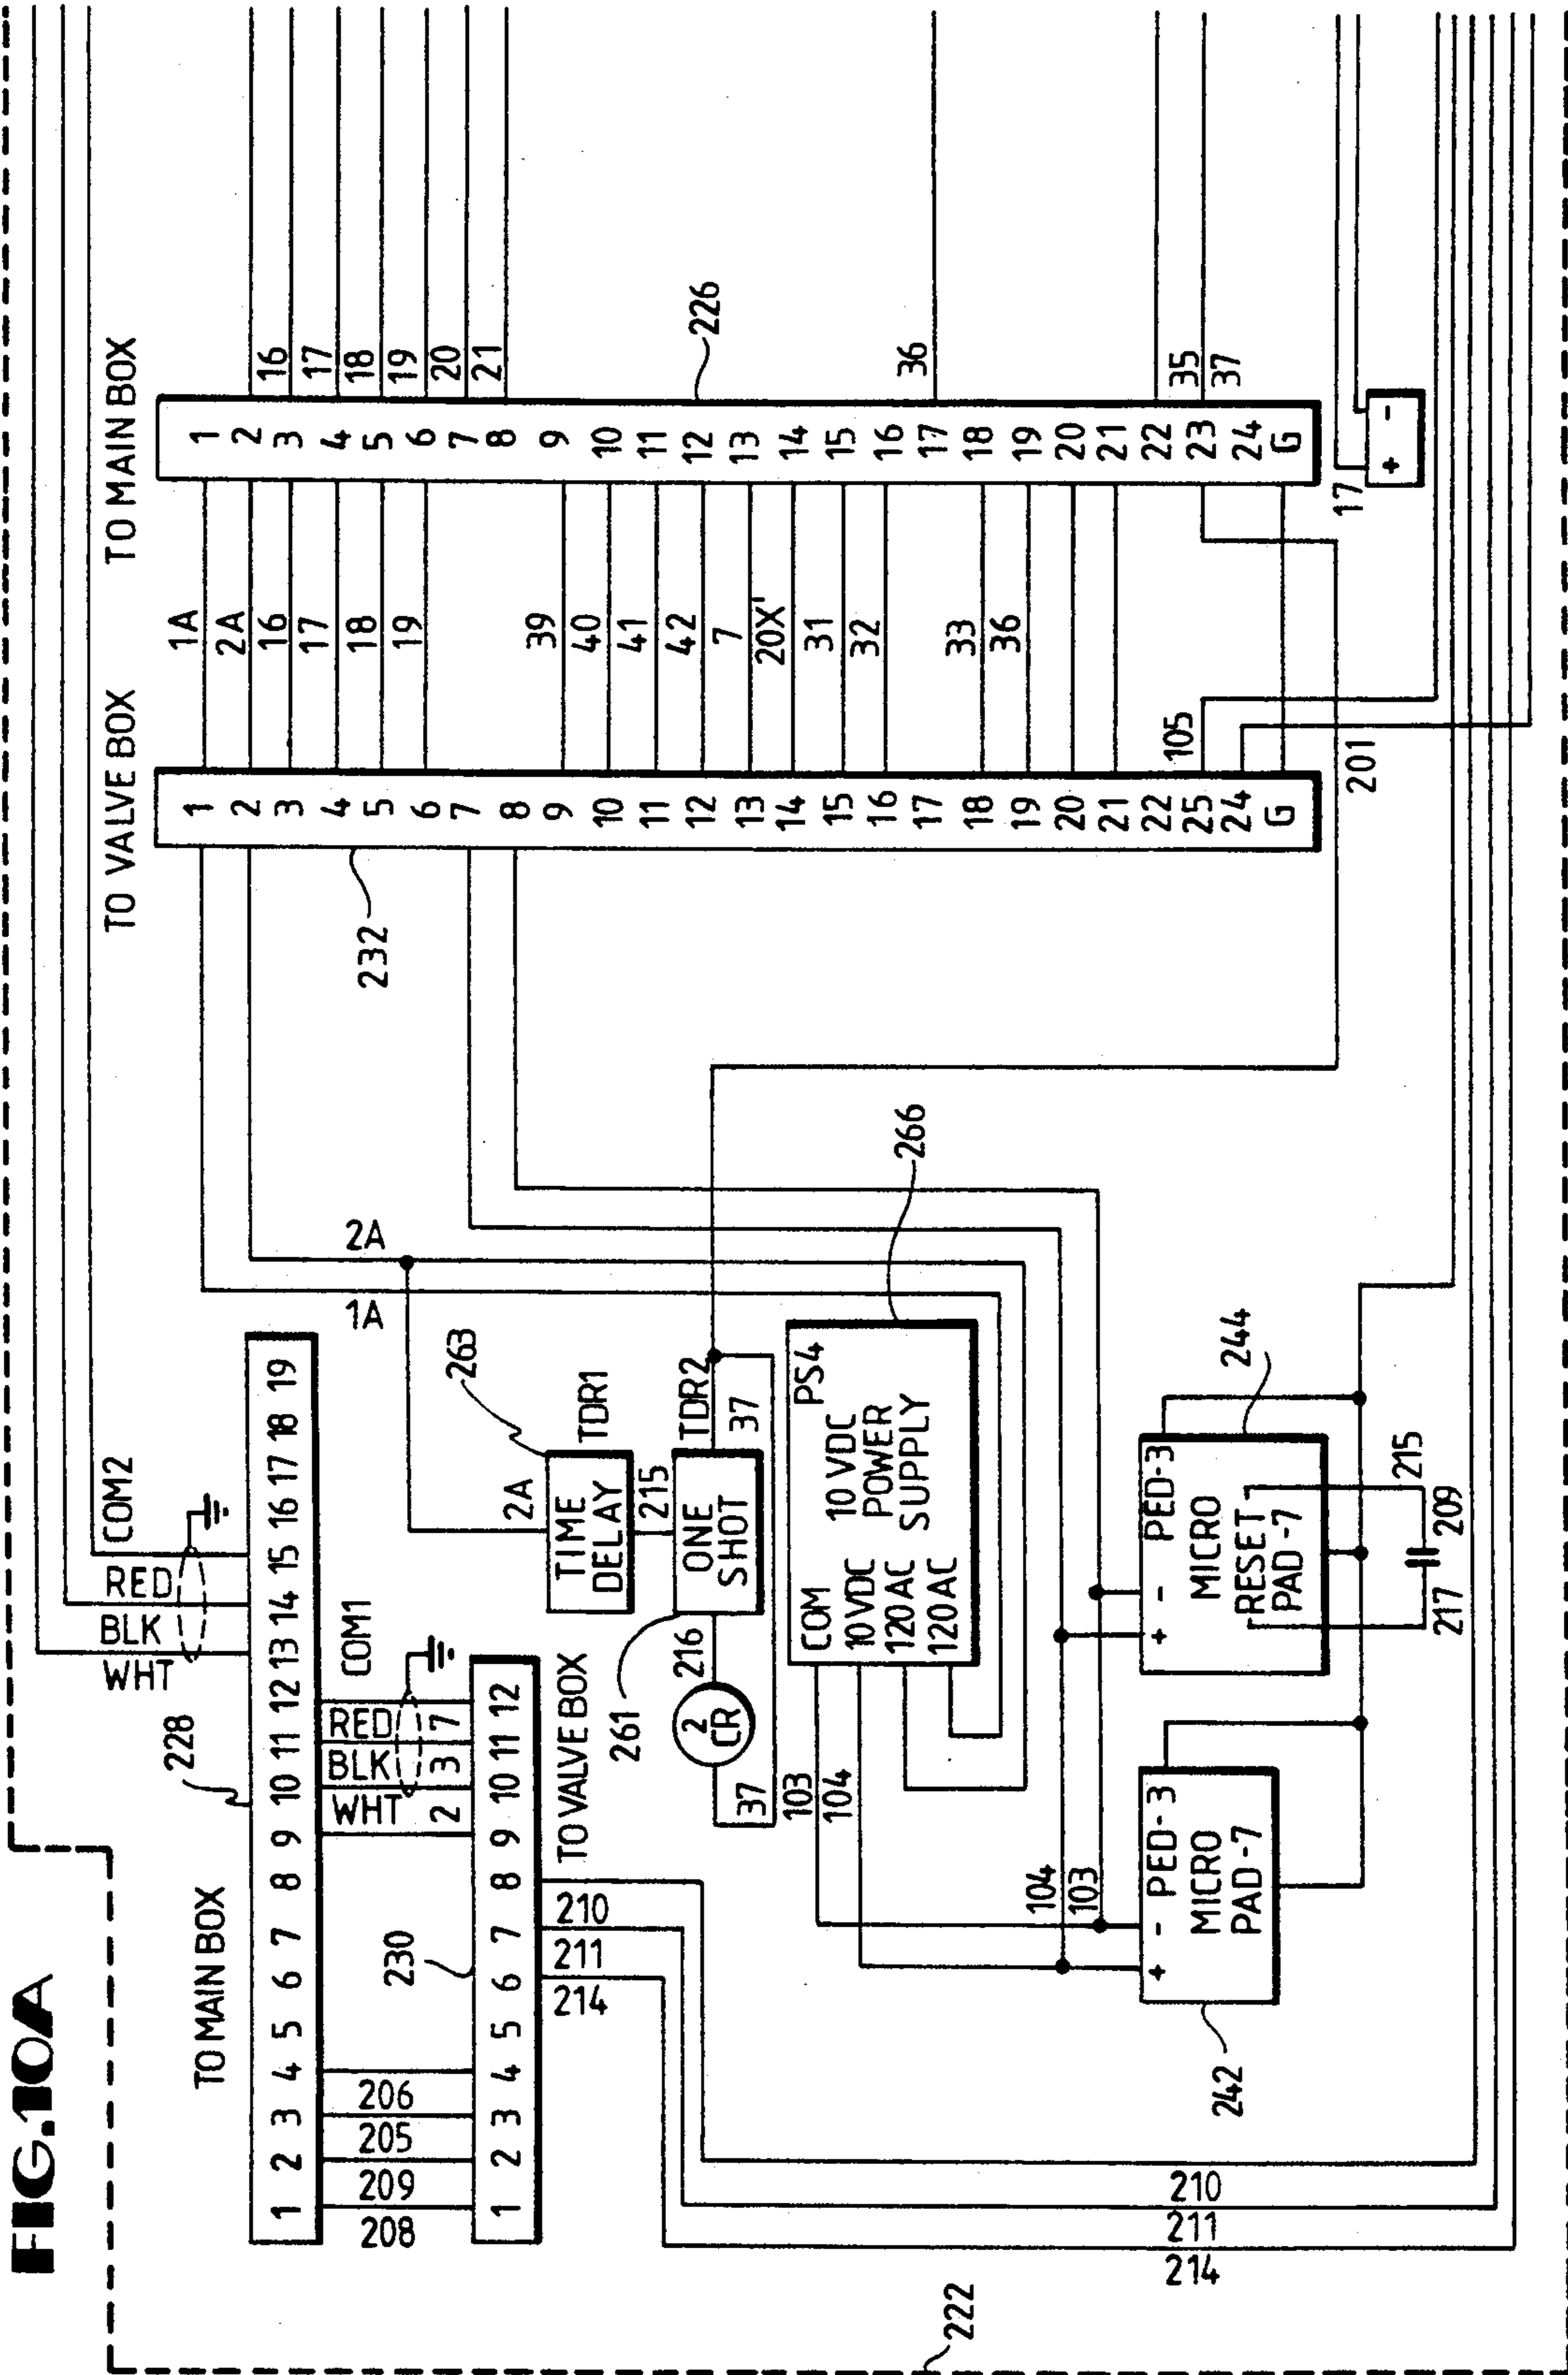 FIG.10A
TO MAIN BOX
228
1 2 3 4 5 6 7 8 9 10 11 12 13 14 15 16 17 18 19
WHT
BLK
RED
COM2
208
209
205
206
WHT
BLK
RED
2
3
7
COM1
230
1 2 3 4 5 6 7 8 9 10 11 12
TO VALVE BOX
214
211
210
1A
2A
263
2A
TIME
DELAY
TDR1
215
261
ONE
SHOT
TDR2
37
216
2
CR
37
266
PS4
10 VDC
POWER
SUPPLY
COM
10VDC
120AC
120AC
103
104
104
103
+ -
PED-3
MICRO
PAD-7
242
+ -
PED-3
MICRO
RESET
PAD-7
244
217
209
215
210
211
214
222
TO VALVE BOX
232
1
2
3
4
5
6
7
8
9
10
11
12
13
14
15
16
17
18
19
20
21
22
25
24
G
1A
2A
16
17
18
19
39
40
41
42
7
20X'
31
32
33
36
105
201
TO MAIN BOX
226
1
2
3
4
5
6
7
8
9
10
11
12
13
14
15
16
17
18
19
20
21
22
23
24
G
16
17
18
19
20
21
36
35
37
17
+ -